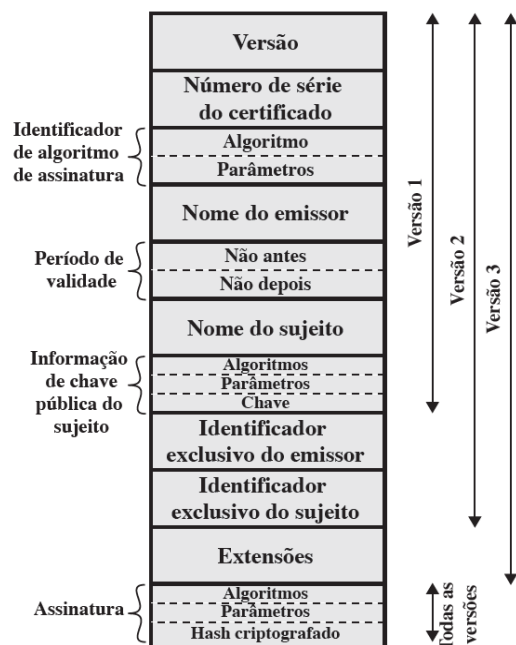 Versão
Número de série
do certificado
Identificador
de algoritmo
de assinatura
Algoritmo
Parâmetros
Nome do emissor
Período de
validade
Não antes
Não depois
Nome do sujeito
Informação
de chave
pública do
sujeito
Algoritmos
Parâmetros
Chave
Identificador
exclusivo do emissor
Identificador
exclusivo do sujeito
Extensões
Assinatura
Algoritmos
Parâmetros
Hash criptografado
Versão 1
Versão 2
Versão 3
Todas as
versões